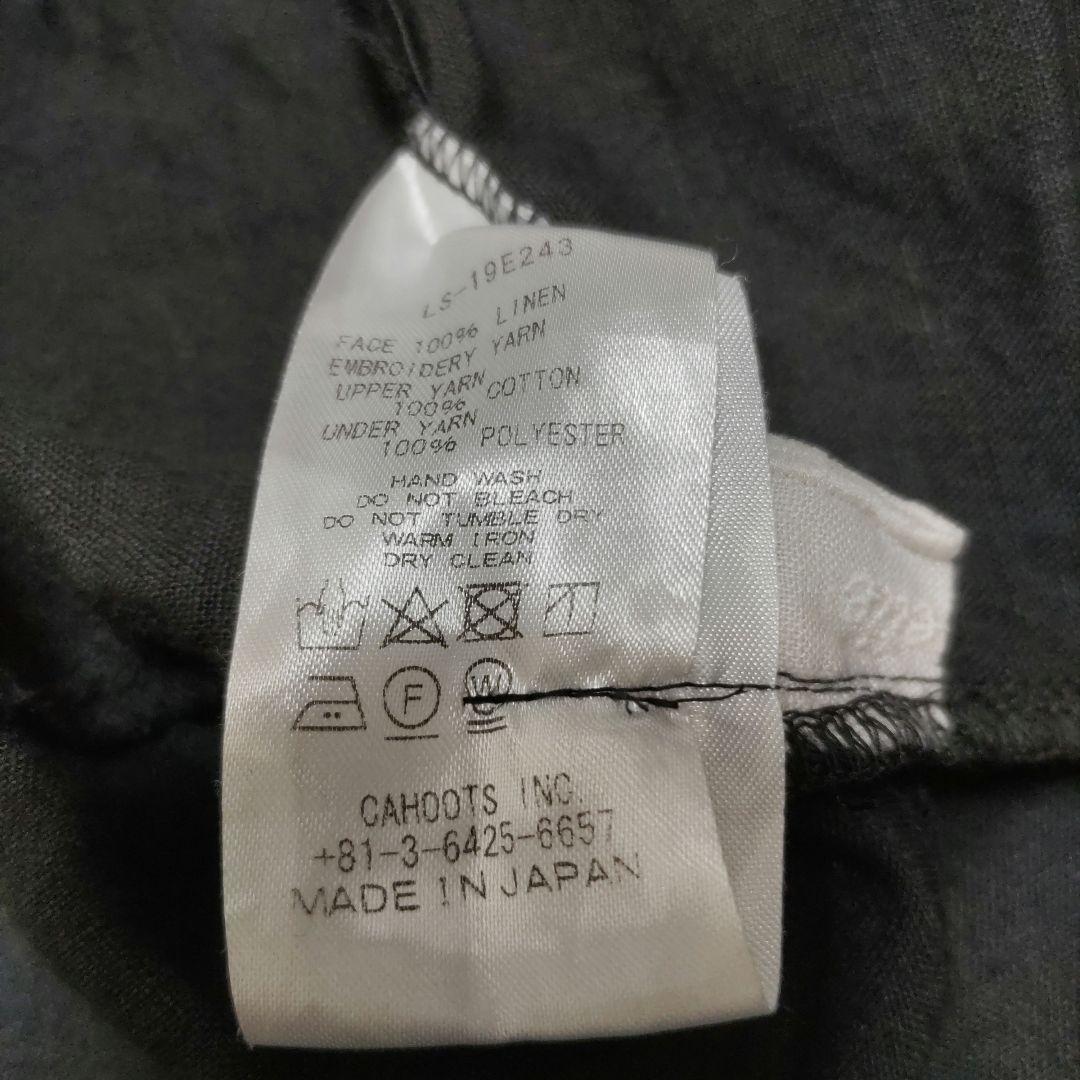 LS-19E243
FACE 100% LINEN
EMBROIDERY YARN
UPPER YARN
100% COTTON
UNDER YARN
100% POLYESTER
HAND WASH
DO NOT BLEACH
DO NOT TUMBLE DRY
WARM IRON
DRY CLEAN
F W
CAHOOTS INC.
+81-3-6425-6657
MADE IN JAPAN